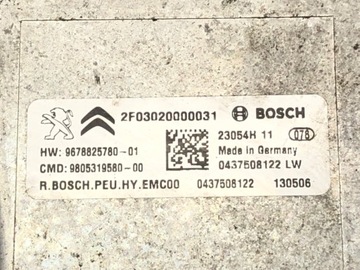 2F03020000031 BOSCH
23054H 11 076
HW: 9678825780-01 Made in Germany
CMD: 9805319580-00 0437508122 LW
R.BOSCH.PEU.HY.EMC00 0437508122 130506